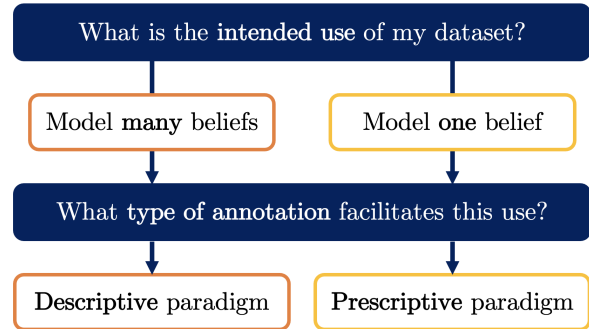 What is the intended use of my dataset?
Model many beliefs
Model one belief
What type of annotation facilitates this use?
Descriptive paradigm
Prescriptive paradigm